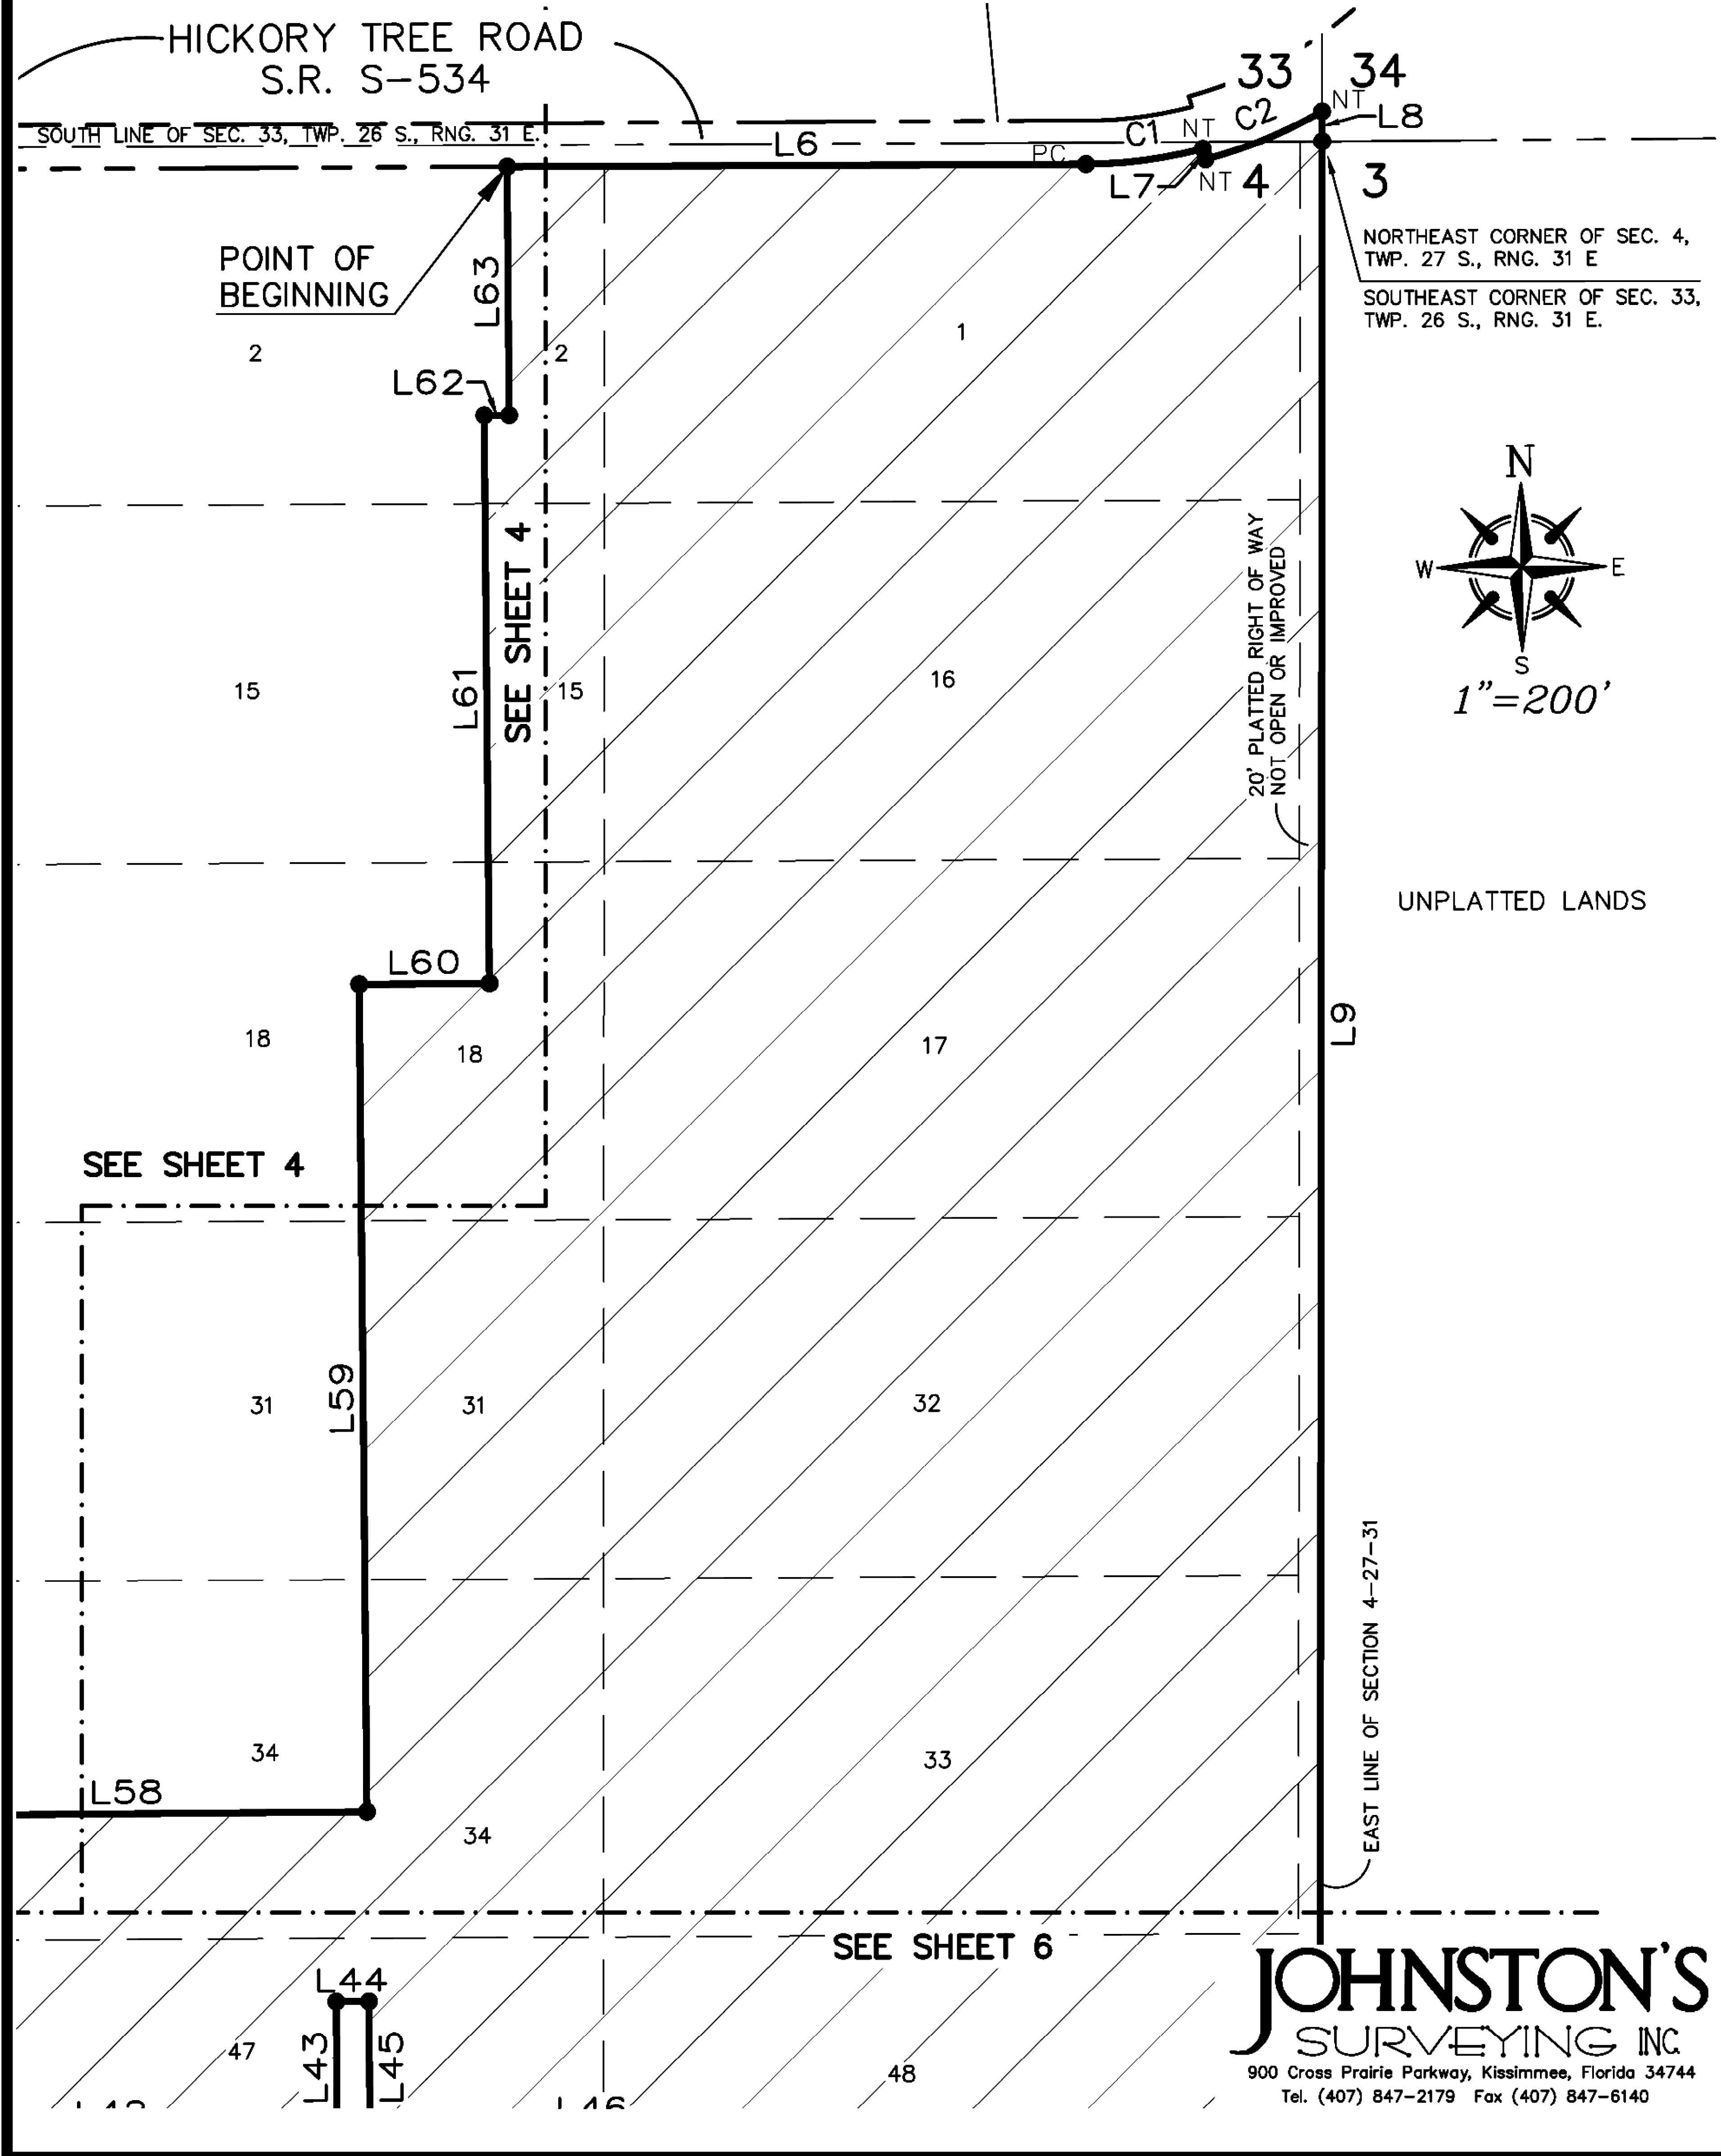 HICKORY TREE ROAD
S.R. S-534
33
34
NT
C2
L8
SOUTH LINE OF SEC. 33, TWP. 26 S., RNG. 31 E.
L6
C1
NT
PC
L7
NT
4
3
NORTHEAST CORNER OF SEC. 4,
TWP. 27 S., RNG. 31 E
SOUTHEAST CORNER OF SEC. 33,
TWP. 26 S., RNG. 31 E.
POINT OF
BEGINNING
L63
1
2
2
L62
SEE SHEET 4
N
W
E
S
1"=200'
20' PLATTED RIGHT OF WAY
NOT OPEN OR IMPROVED
L61
15
15
16
UNPLATTED LANDS
L60
L9
18
18
17
SEE SHEET 4
L59
31
31
32
EAST LINE OF SECTION 4-27-31
34
33
L58
34
SEE SHEET 6
L44
L43
L45
47
48
L46
JOHNSTON'S
SURVEYING INC.
900 Cross Prairie Parkway, Kissimmee, Florida 34744
Tel. (407) 847-2179 Fax (407) 847-6140